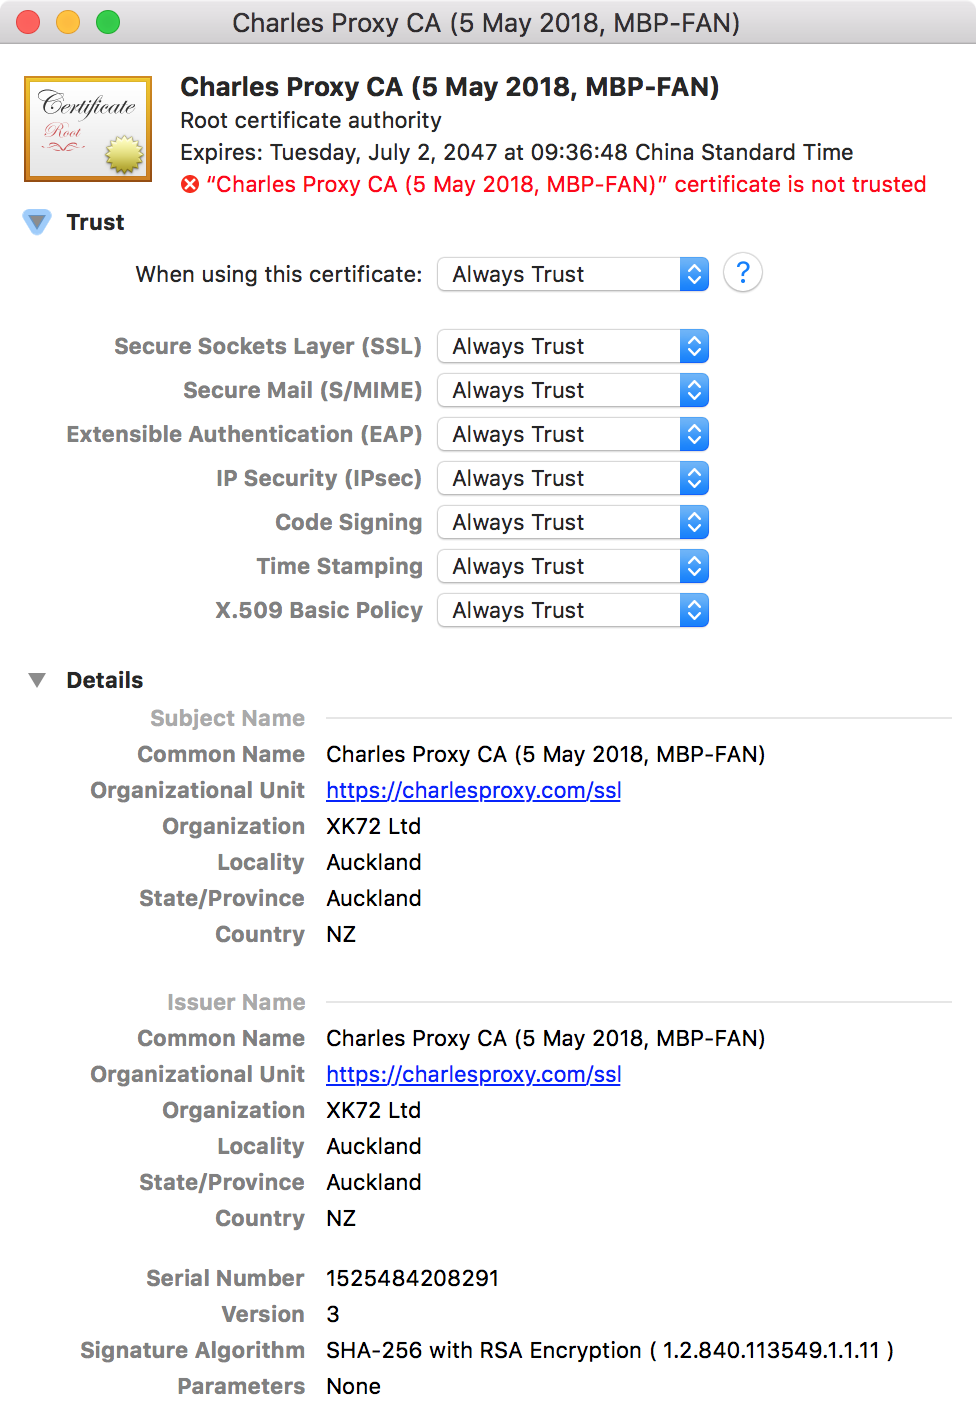 Charles Proxy CA (5 May 2018, MBP-FAN)
Certificate
Root
Charles Proxy CA (5 May 2018, MBP-FAN)
Root certificate authority
Expires: Tuesday, July 2, 2047 at 09:36:48 China Standard Time
“Charles Proxy CA (5 May 2018, MBP-FAN)” certificate is not trusted
Trust
When using this certificate: Always Trust ?
Secure Sockets Layer (SSL) Always Trust
Secure Mail (S/MIME) Always Trust
Extensible Authentication (EAP) Always Trust
IP Security (IPsec) Always Trust
Code Signing Always Trust
Time Stamping Always Trust
X.509 Basic Policy Always Trust
Details
Subject Name
Common Name Charles Proxy CA (5 May 2018, MBP-FAN)
Organizational Unit https://charlesproxy.com/ssl
Organization XK72 Ltd
Locality Auckland
State/Province Auckland
Country NZ
Issuer Name
Common Name Charles Proxy CA (5 May 2018, MBP-FAN)
Organizational Unit https://charlesproxy.com/ssl
Organization XK72 Ltd
Locality Auckland
State/Province Auckland
Country NZ
Serial Number 1525484208291
Version 3
Signature Algorithm SHA-256 with RSA Encryption ( 1.2.840.113549.1.1.11 )
Parameters None